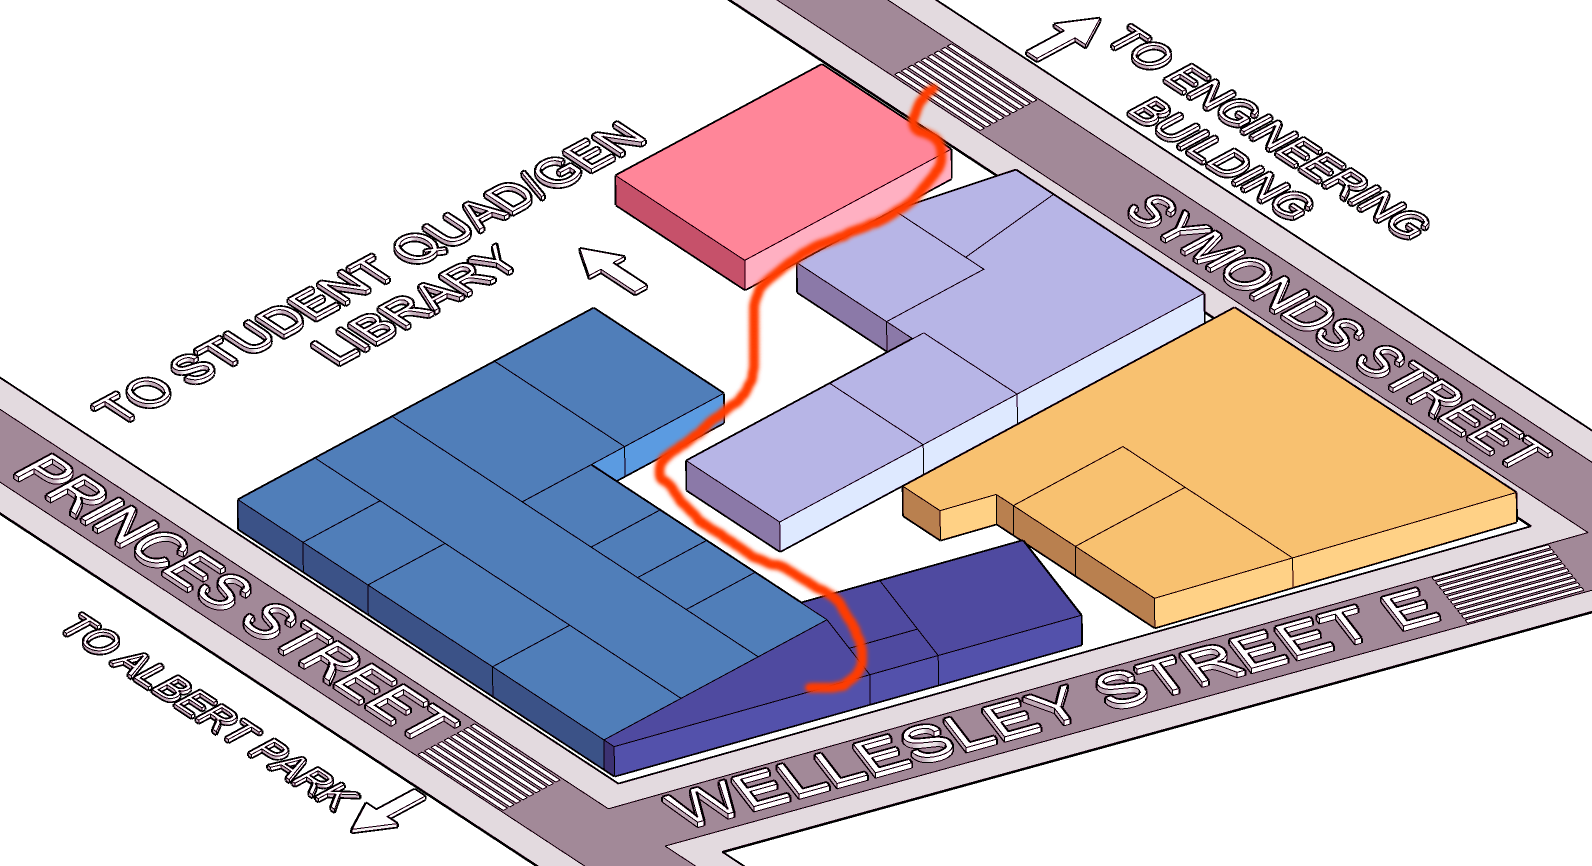 TO ENGINEERING
BUILDING
TO STUDENT QUAD/GEN
LIBRARY
SYMONDS STREET
PRINCES STREET
WELLESLEY STREET E
TO ALBERT PARK